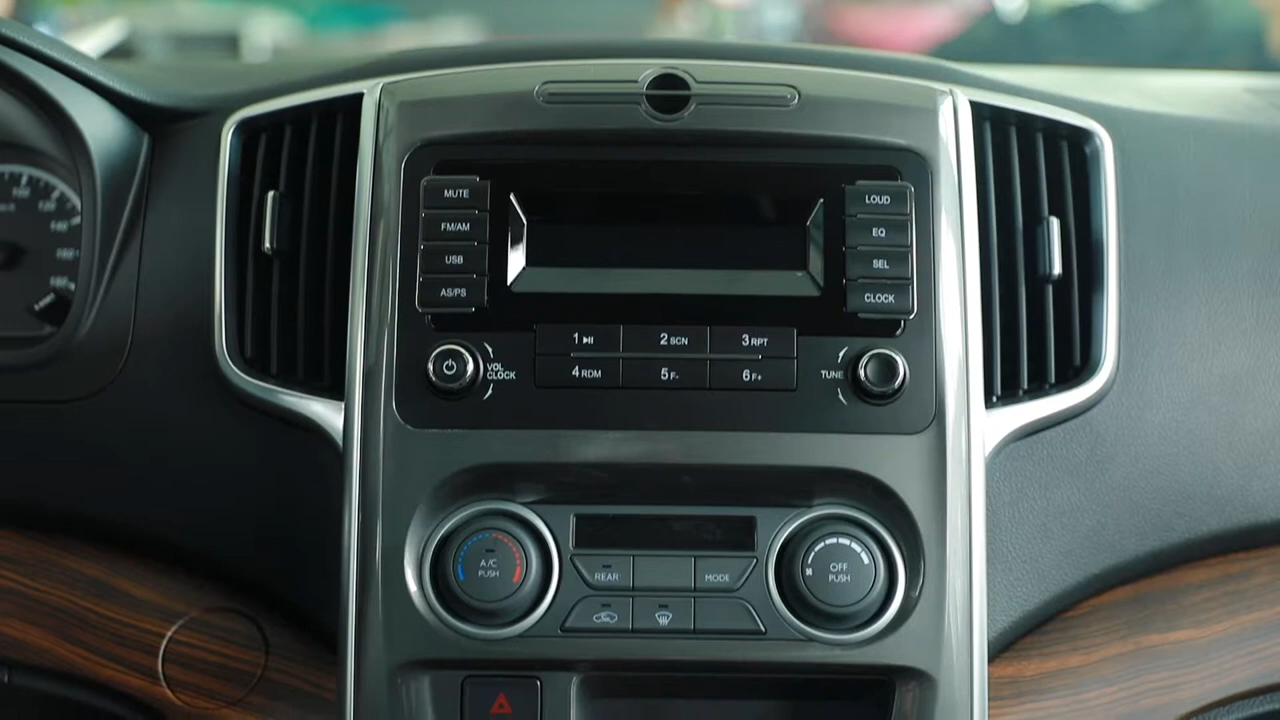 MUTE
FM/AM
USB
AS/PS
LOUD
EQ
SEL
CLOCK
1
2 SCN
3 RPT
4 RDM
5 F-
6 F+
VOL
CLOCK
TUNE
A/C
PUSH
REAR
MODE
OFF
PUSH